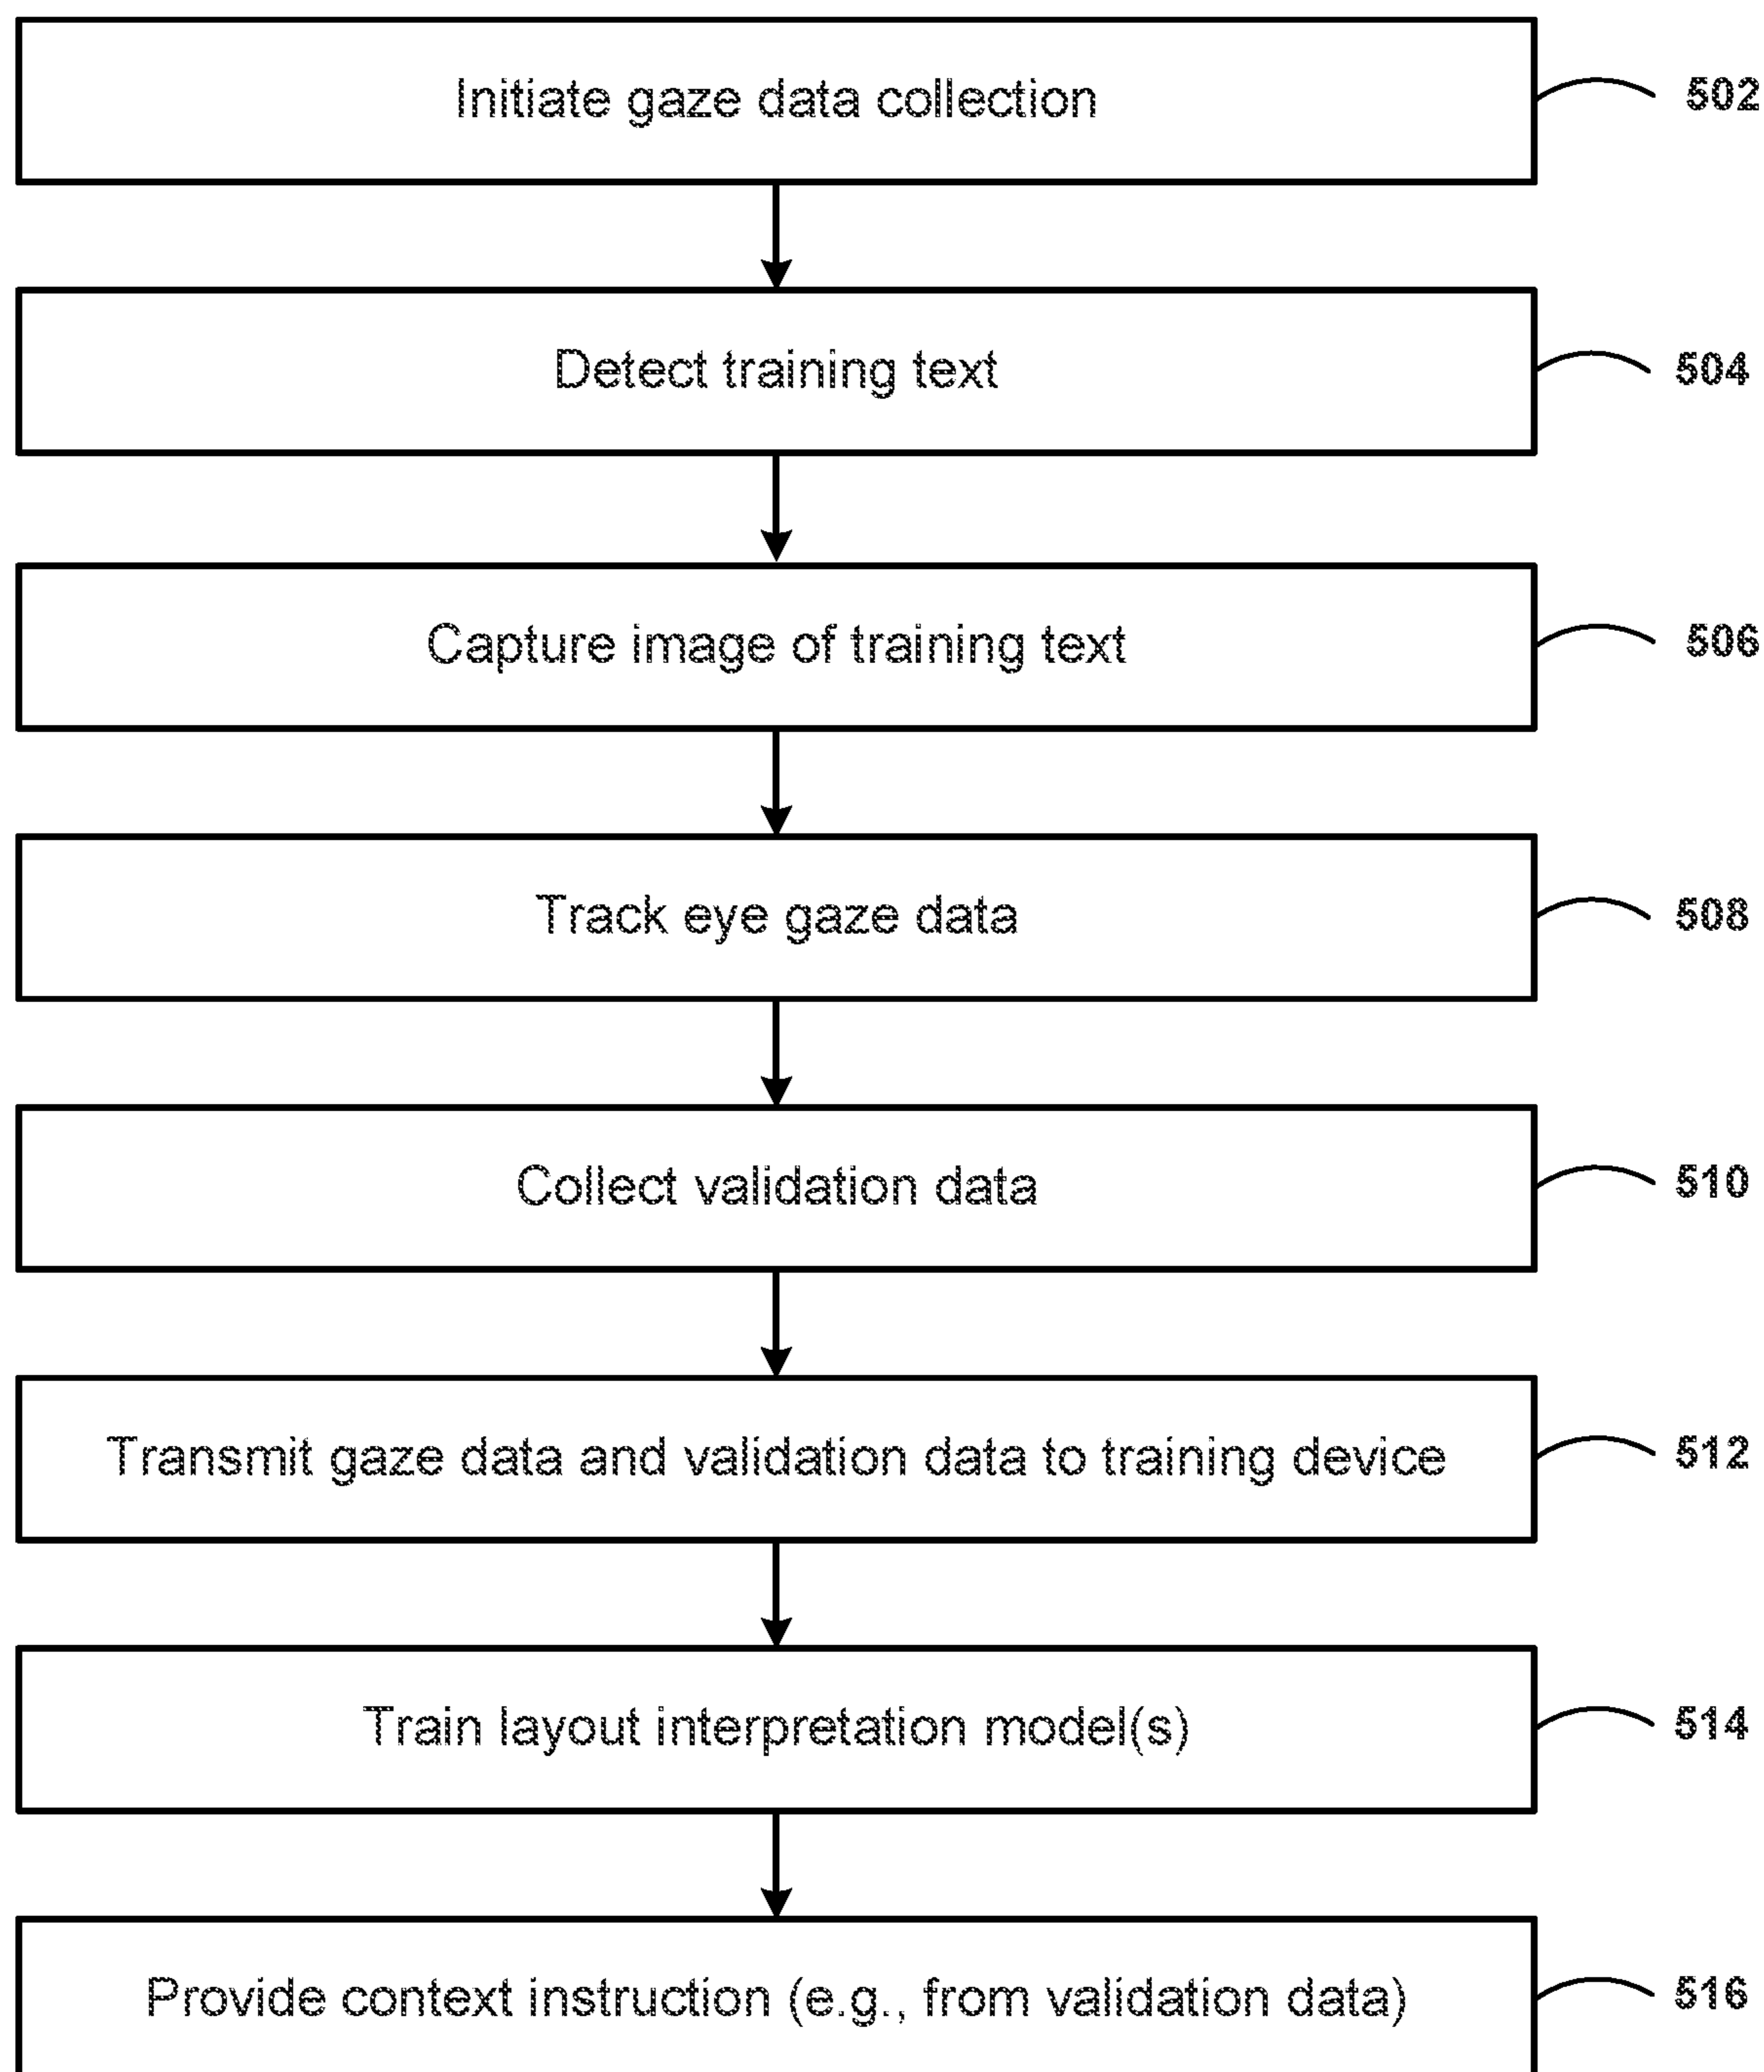 Initiate gaze data collection 502
Detect training text 504
Capture image of training text 506
Track eye gaze data 508
Collect validation data 510
Transmit gaze data and validation data to training device 512
Train layout interpretation model(s) 514
Provide context instruction (e.g., from validation data) 516